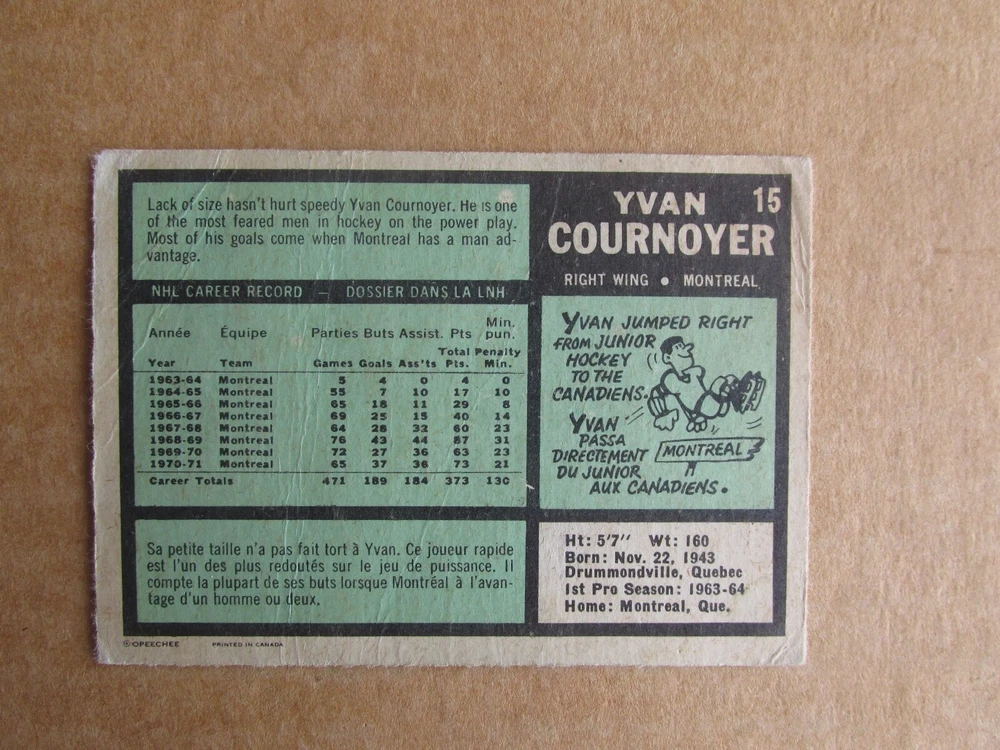 Lack of size hasn't hurt speedy Yvan Cournoyer. He is one
of the most feared men in hockey on the power play.
Most of his goals come when Montreal has a man ad-
vantage.
YVAN 15
COURNOYER
RIGHT WING • MONTREAL
NHL CAREER RECORD — DOSSIER DANS LA LNH
Année Équipe Parties Buts Assist. Pts Min. pun.
Year Team Games Goals Ass'ts Total Pts. Penalty Min.
1963-64 Montreal 5 4 0 4 0
1964-65 Montreal 55 7 10 17 10
1965-66 Montreal 65 18 11 29 8
1966-67 Montreal 69 25 15 40 14
1967-68 Montreal 64 28 32 60 23
1968-69 Montreal 76 43 44 87 31
1969-70 Montreal 72 27 36 63 23
1970-71 Montreal 65 37 36 73 21
Career Totals 471 189 184 373 130
YVAN JUMPED RIGHT
FROM JUNIOR
HOCKEY
TO THE
CANADIENS.
YVAN
PASSA
DIRECTEMENT
DU JUNIOR
AUX CANADIENS.
MONTREAL
Sa petite taille n'a pas fait tort à Yvan. Ce joueur rapide
est l'un des plus redoutés sur le jeu de puissance. Il
compte la plupart de ses buts lorsque Montréal à l'avan-
tage d'un homme ou deux.
Ht: 5'7'' Wt: 160
Born: Nov. 22, 1943
Drummondville, Quebec
1st Pro Season: 1963-64
Home: Montreal, Que.
© OPEECHEE PRINTED IN CANADA